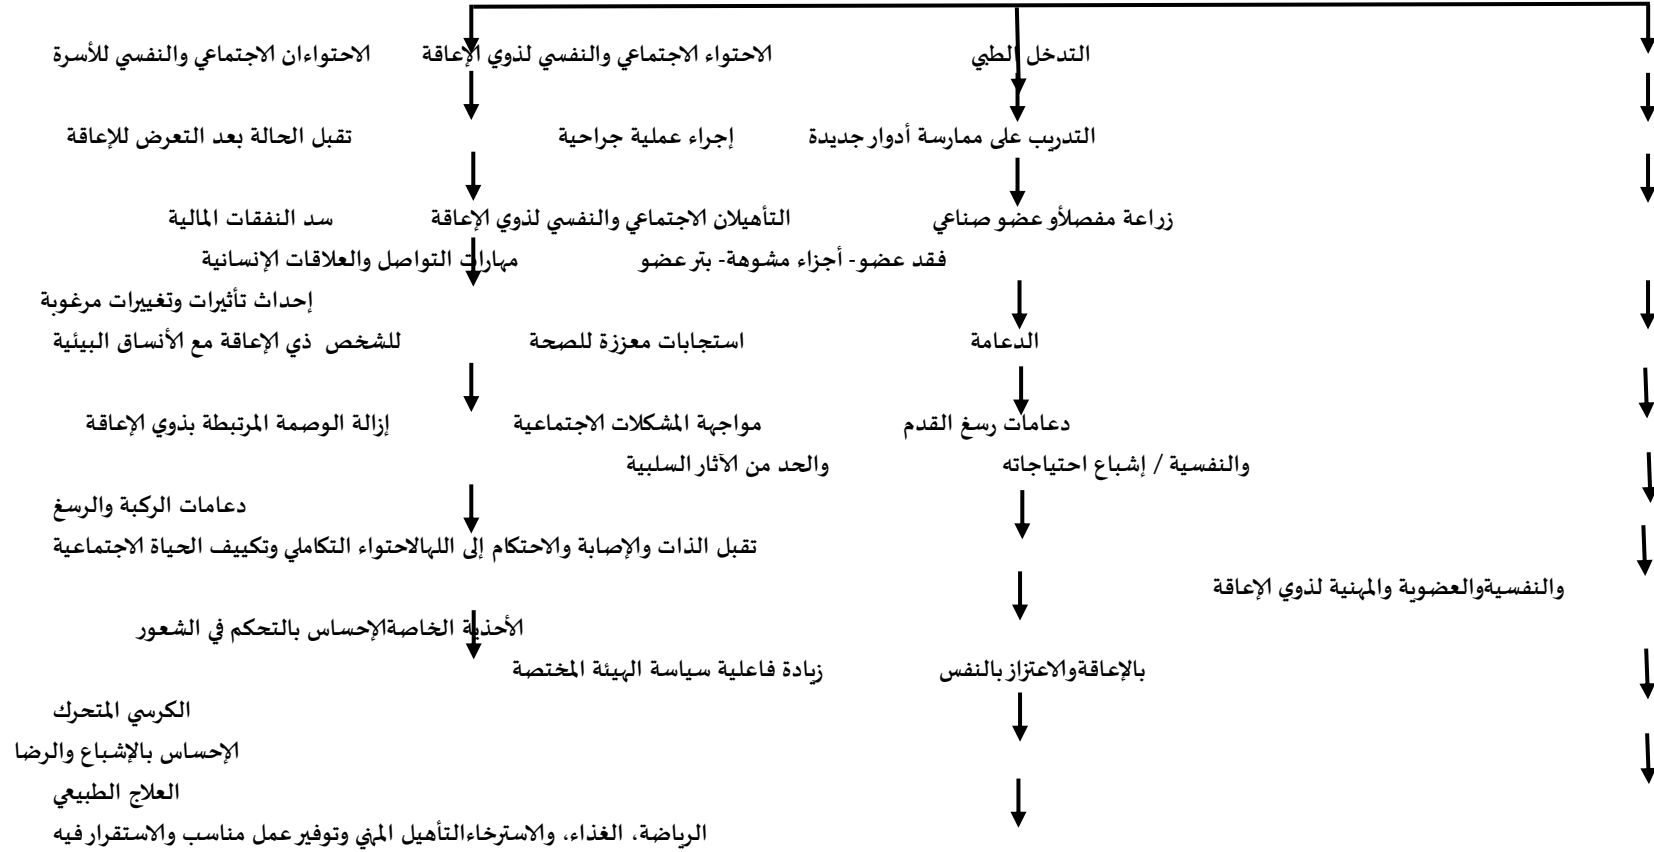 التدخل الطبي الاحتواء الاجتماعي والنفسي لذوي الإعاقة الاحتواءان الاجتماعي والنفسي للأسرة
التدريب على ممارسة أدوار جديدة إجراء عملية جراحية تقبل الحالة بعد التعرض للإعاقة
زراعة مفصلأو عضو صناعي التأهيلان الاجتماعي والنفسي لذوي الإعاقة سد النفقات المالية
فقد عضو- أجزاء مشوهة- بتر عضو مهارات التواصل والعلاقات الإنسانية
إحداث تأثيرات وتغييرات مرغوبة
الدعامة استجابات معززة للصحة للشخص ذي الإعاقة مع الأنساق البيئية
دعامات رسغ القدم مواجهة المشكلات الاجتماعية إزالة الوصمة المرتبطة بذوي الإعاقة
والنفسية / إشباع احتياجاته والحد من الآثار السلبية
دعامات الركبة والرسغ
تقبل الذات والإصابة والاحتكام إلى اللهالاحتواء التكاملي وتكييف الحياة الاجتماعية
والنفسيةوالعضوية والمهنية لذوي الإعاقة
الأحذية الخاصةالإحساس بالتحكم في الشعور
بالإعاقةوالاعتزاز بالنفس زيادة فاعلية سياسة الهيئة المختصة
الكرسي المتحرك
الإحساس بالإشباع والرضا
العلاج الطبيعي
الرياضة، الغذاء، والاسترخاءالتأهيل المهني وتوفير عمل مناسب والاستقرار فيه